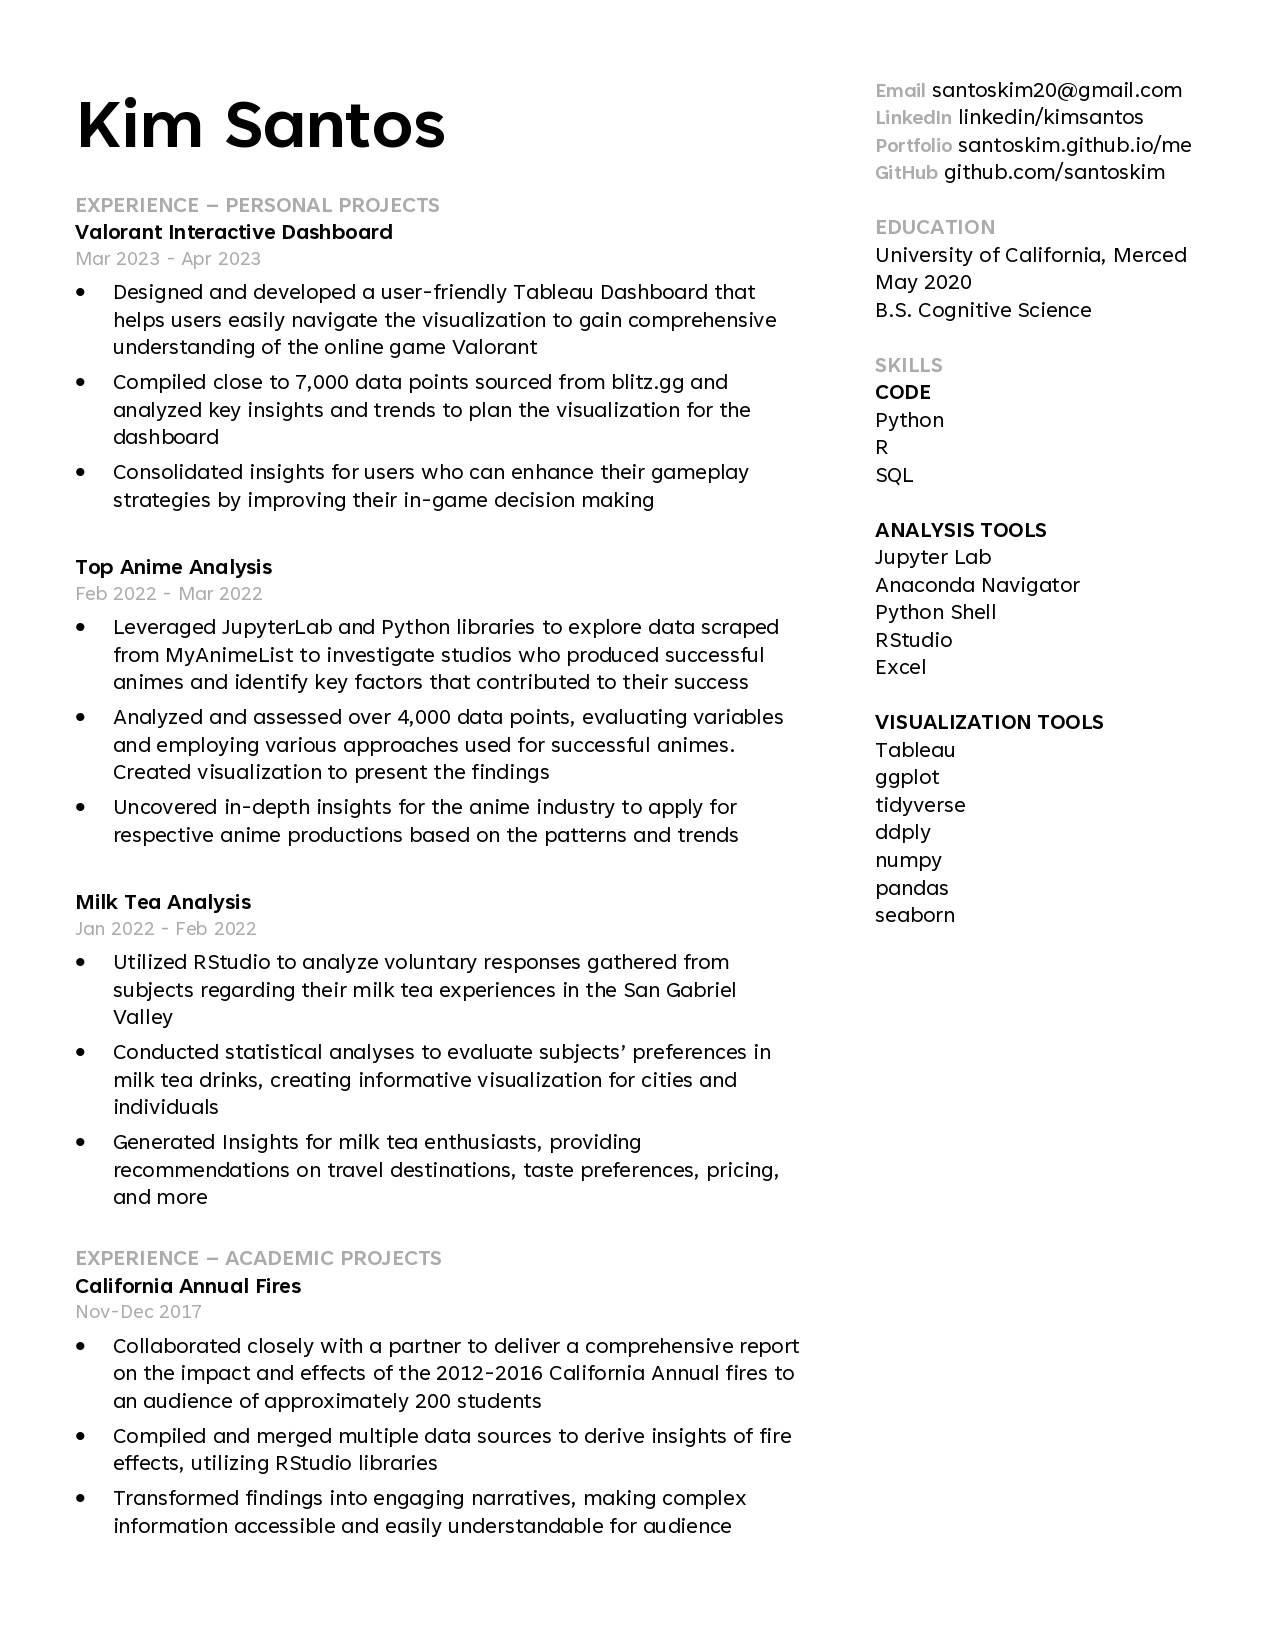 Kim Santos
EXPERIENCE – PERSONAL PROJECTS
Valorant Interactive Dashboard
Mar 2023 - Apr 2023
• Designed and developed a user-friendly Tableau Dashboard that
helps users easily navigate the visualization to gain comprehensive
understanding of the online game Valorant
• Compiled close to 7,000 data points sourced from blitz.gg and
analyzed key insights and trends to plan the visualization for the
dashboard
• Consolidated insights for users who can enhance their gameplay
strategies by improving their in-game decision making
Top Anime Analysis
Feb 2022 - Mar 2022
• Leveraged JupyterLab and Python libraries to explore data scraped
from MyAnimeList to investigate studios who produced successful
animes and identify key factors that contributed to their success
• Analyzed and assessed over 4,000 data points, evaluating variables
and employing various approaches used for successful animes.
Created visualization to present the findings
• Uncovered in-depth insights for the anime industry to apply for
respective anime productions based on the patterns and trends
Milk Tea Analysis
Jan 2022 - Feb 2022
• Utilized RStudio to analyze voluntary responses gathered from
subjects regarding their milk tea experiences in the San Gabriel
Valley
• Conducted statistical analyses to evaluate subjects’ preferences in
milk tea drinks, creating informative visualization for cities and
individuals
• Generated Insights for milk tea enthusiasts, providing
recommendations on travel destinations, taste preferences, pricing,
and more
EXPERIENCE – ACADEMIC PROJECTS
California Annual Fires
Nov-Dec 2017
• Collaborated closely with a partner to deliver a comprehensive report
on the impact and effects of the 2012-2016 California Annual fires to
an audience of approximately 200 students
• Compiled and merged multiple data sources to derive insights of fire
effects, utilizing RStudio libraries
• Transformed findings into engaging narratives, making complex
information accessible and easily understandable for audience
Email santoskim20@gmail.com
LinkedIn linkedin/kimsantos
Portfolio santoskim.github.io/me
GitHub github.com/santoskim
EDUCATION
University of California, Merced
May 2020
B.S. Cognitive Science
SKILLS
CODE
Python
R
SQL
ANALYSIS TOOLS
Jupyter Lab
Anaconda Navigator
Python Shell
RStudio
Excel
VISUALIZATION TOOLS
Tableau
ggplot
tidyverse
ddply
numpy
pandas
seaborn